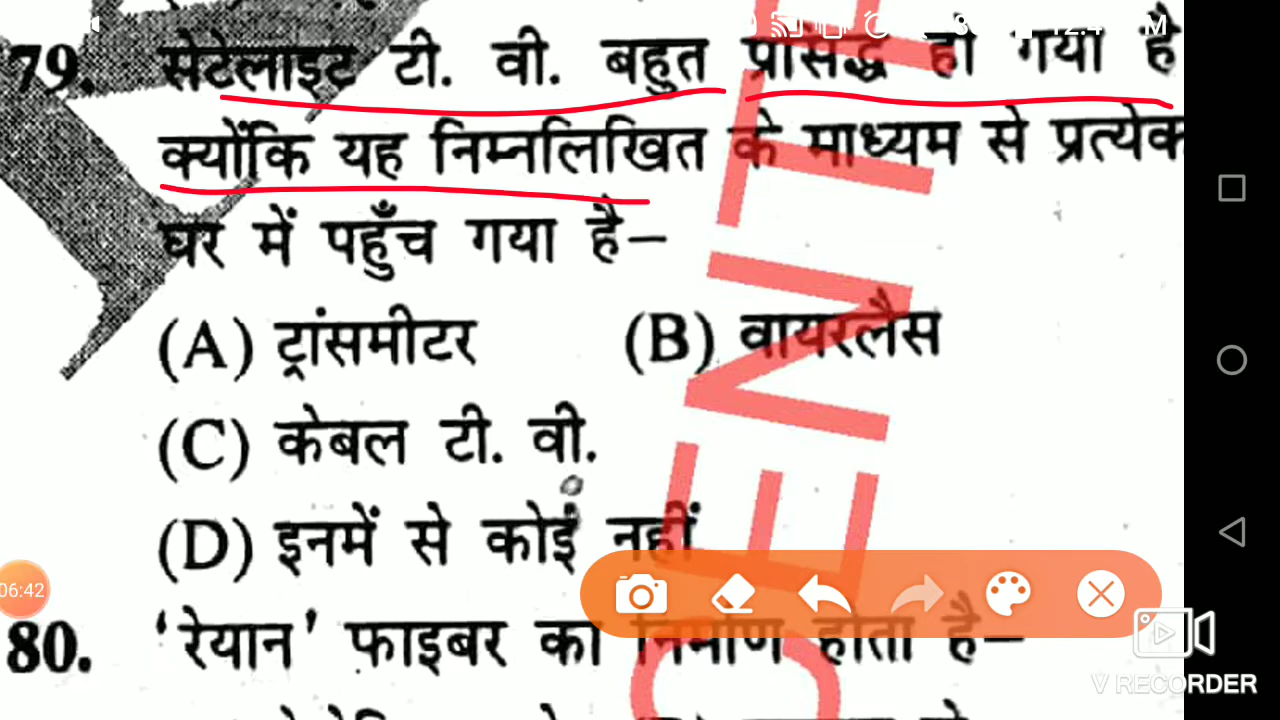 79. सेटेलाइट टी. वी. बहुत प्रसिद्ध हो गया है
क्योंकि यह निम्नलिखित के माध्यम से प्रत्येक
घर में पहुँच गया है–
(A) ट्रांसमीटर (B) वायरलैस
(C) केबल टी. वी.
(D) इनमें से कोई नहीं
06:42
80. ‘रेयान’ फाइबर का निर्माण होता है–
V RECORDER